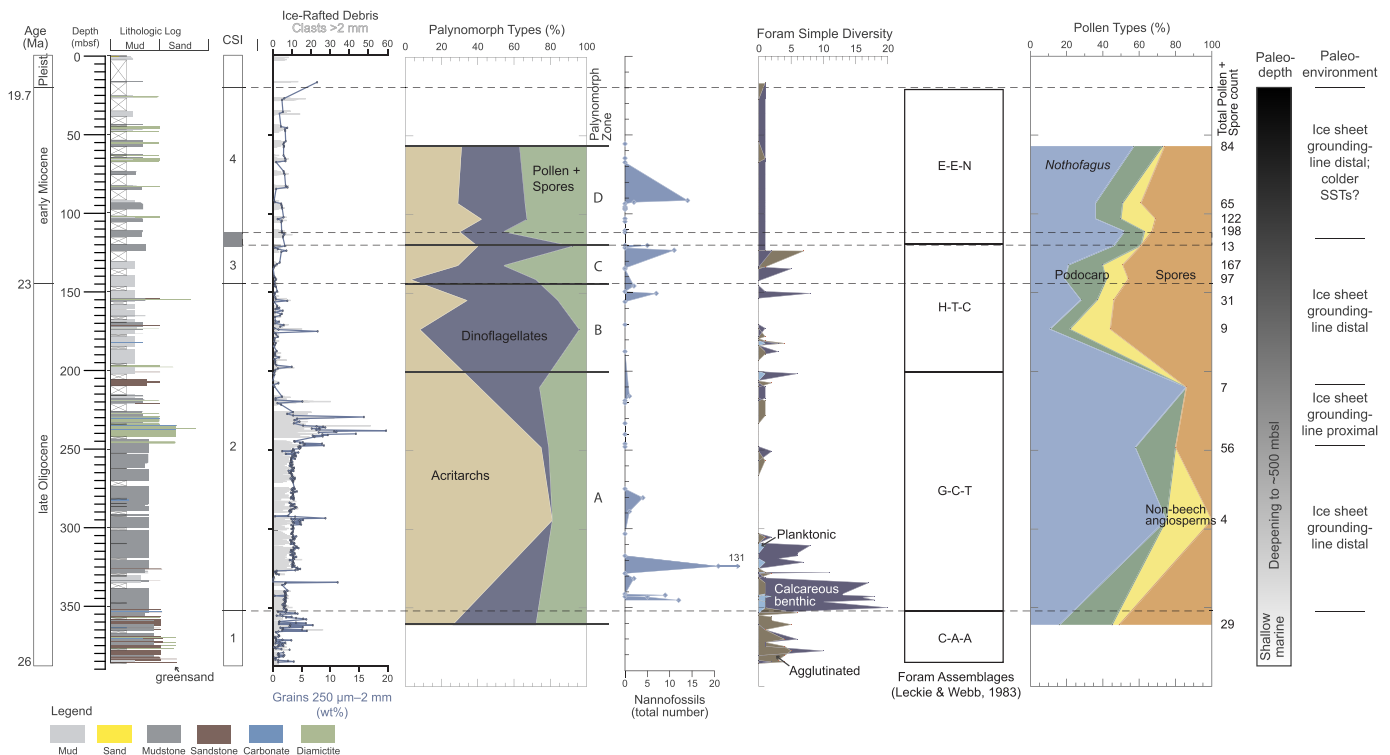 Age
(Ma)
Depth
(mbsf)
Lithologic Log
Mud
Sand
CSI
Ice-Rafted Debris
Clasts >2 mm
0 10 20 30 40 50 60
Palynomorph Types (%)
0 20 40 60 80 100
Palynomorph
Zone
Foram Simple Diversity
0 5 10 15 20
Pollen Types (%)
0 20 40 60 80 100
Total Pollen +
Spore count
Paleo-
depth
Paleo-
environment
Pleist.
19.7
early Miocene
23
late Oligocene
26
0
50
100
150
200
250
300
350
greensand
4
3
2
1
0 5 10 15 20
Grains 250 µm–2 mm
(wt%)
Pollen +
Spores
Dinoflagellates
Acritarchs
D
C
B
A
131
0 5 10 15 20
Nannofossils
(total number)
Planktonic
Calcareous
benthic
Agglutinated
E-E-N
H-T-C
G-C-T
C-A-A
Foram Assemblages
(Leckie & Webb, 1983)
Nothofagus
Podocarp
Spores
Non-beech
angiosperms
84
65
122
198
13
167
97
31
9
7
56
4
29
Deepening to ~500 mbsl
Shallow
marine
Ice sheet
grounding-
line distal;
colder
SSTs?
Ice sheet
grounding-
line distal
Ice sheet
grounding-
line proximal
Ice sheet
grounding-
line distal
Legend
Mud
Sand
Mudstone
Sandstone
Carbonate
Diamictite